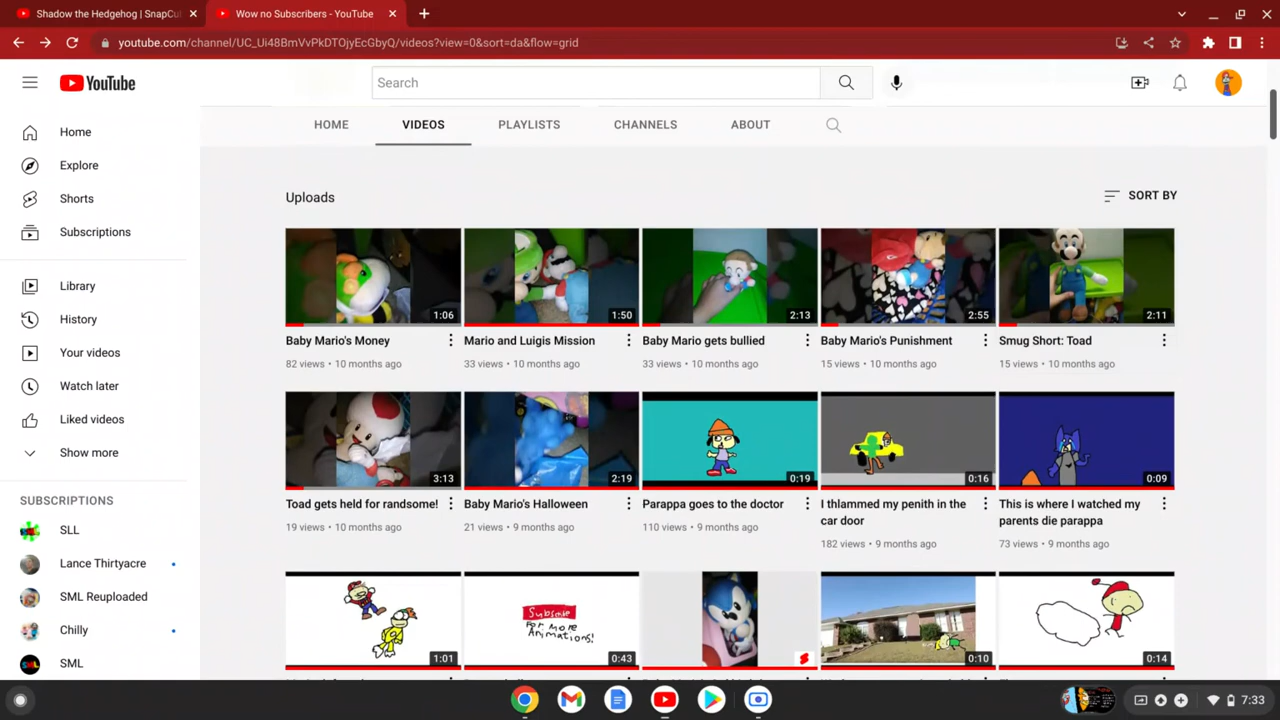 Shadow the Hedgehog | SnapCu
Wow no Subscribers - YouTube
youtube.com/channel/UC_Ui48BmVvPkDTOjyEcGbyQ/videos?view=0&sort=da&flow=grid
YouTube
Search
HOME VIDEOS PLAYLISTS CHANNELS ABOUT
Home
Explore
Shorts
Subscriptions
Library
History
Your videos
Watch later
Liked videos
Show more
SUBSCRIPTIONS
SLL
Lance Thirtyacre
SML Reuploaded
Chilly
SML
Uploads
SORT BY
1:06
Baby Mario's Money
82 views • 10 months ago
1:50
Mario and Luigis Mission
33 views • 10 months ago
2:13
Baby Mario gets bullied
33 views • 10 months ago
2:55
Baby Mario's Punishment
15 views • 10 months ago
2:11
Smug Short: Toad
15 views • 10 months ago
3:13
Toad gets held for randsome!
19 views • 10 months ago
2:19
Baby Mario's Halloween
21 views • 9 months ago
0:19
Parappa goes to the doctor
110 views • 9 months ago
0:16
I thlammed my penith in the
car door
182 views • 9 months ago
0:09
This is where I watched my
parents die parappa
73 views • 9 months ago
1:01
Subscribe
For more
Animations!
0:43
0:10
0:14
7:33